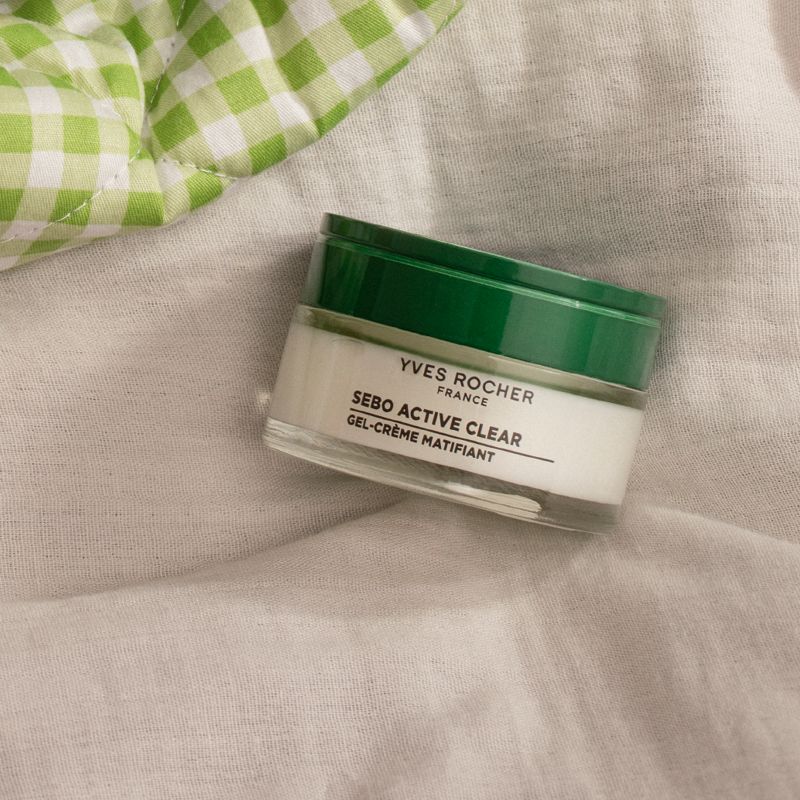 YVES ROCHER
FRANCE
SEBO ACTIVE CLEAR
GEL-CRÈME MATIFIANT